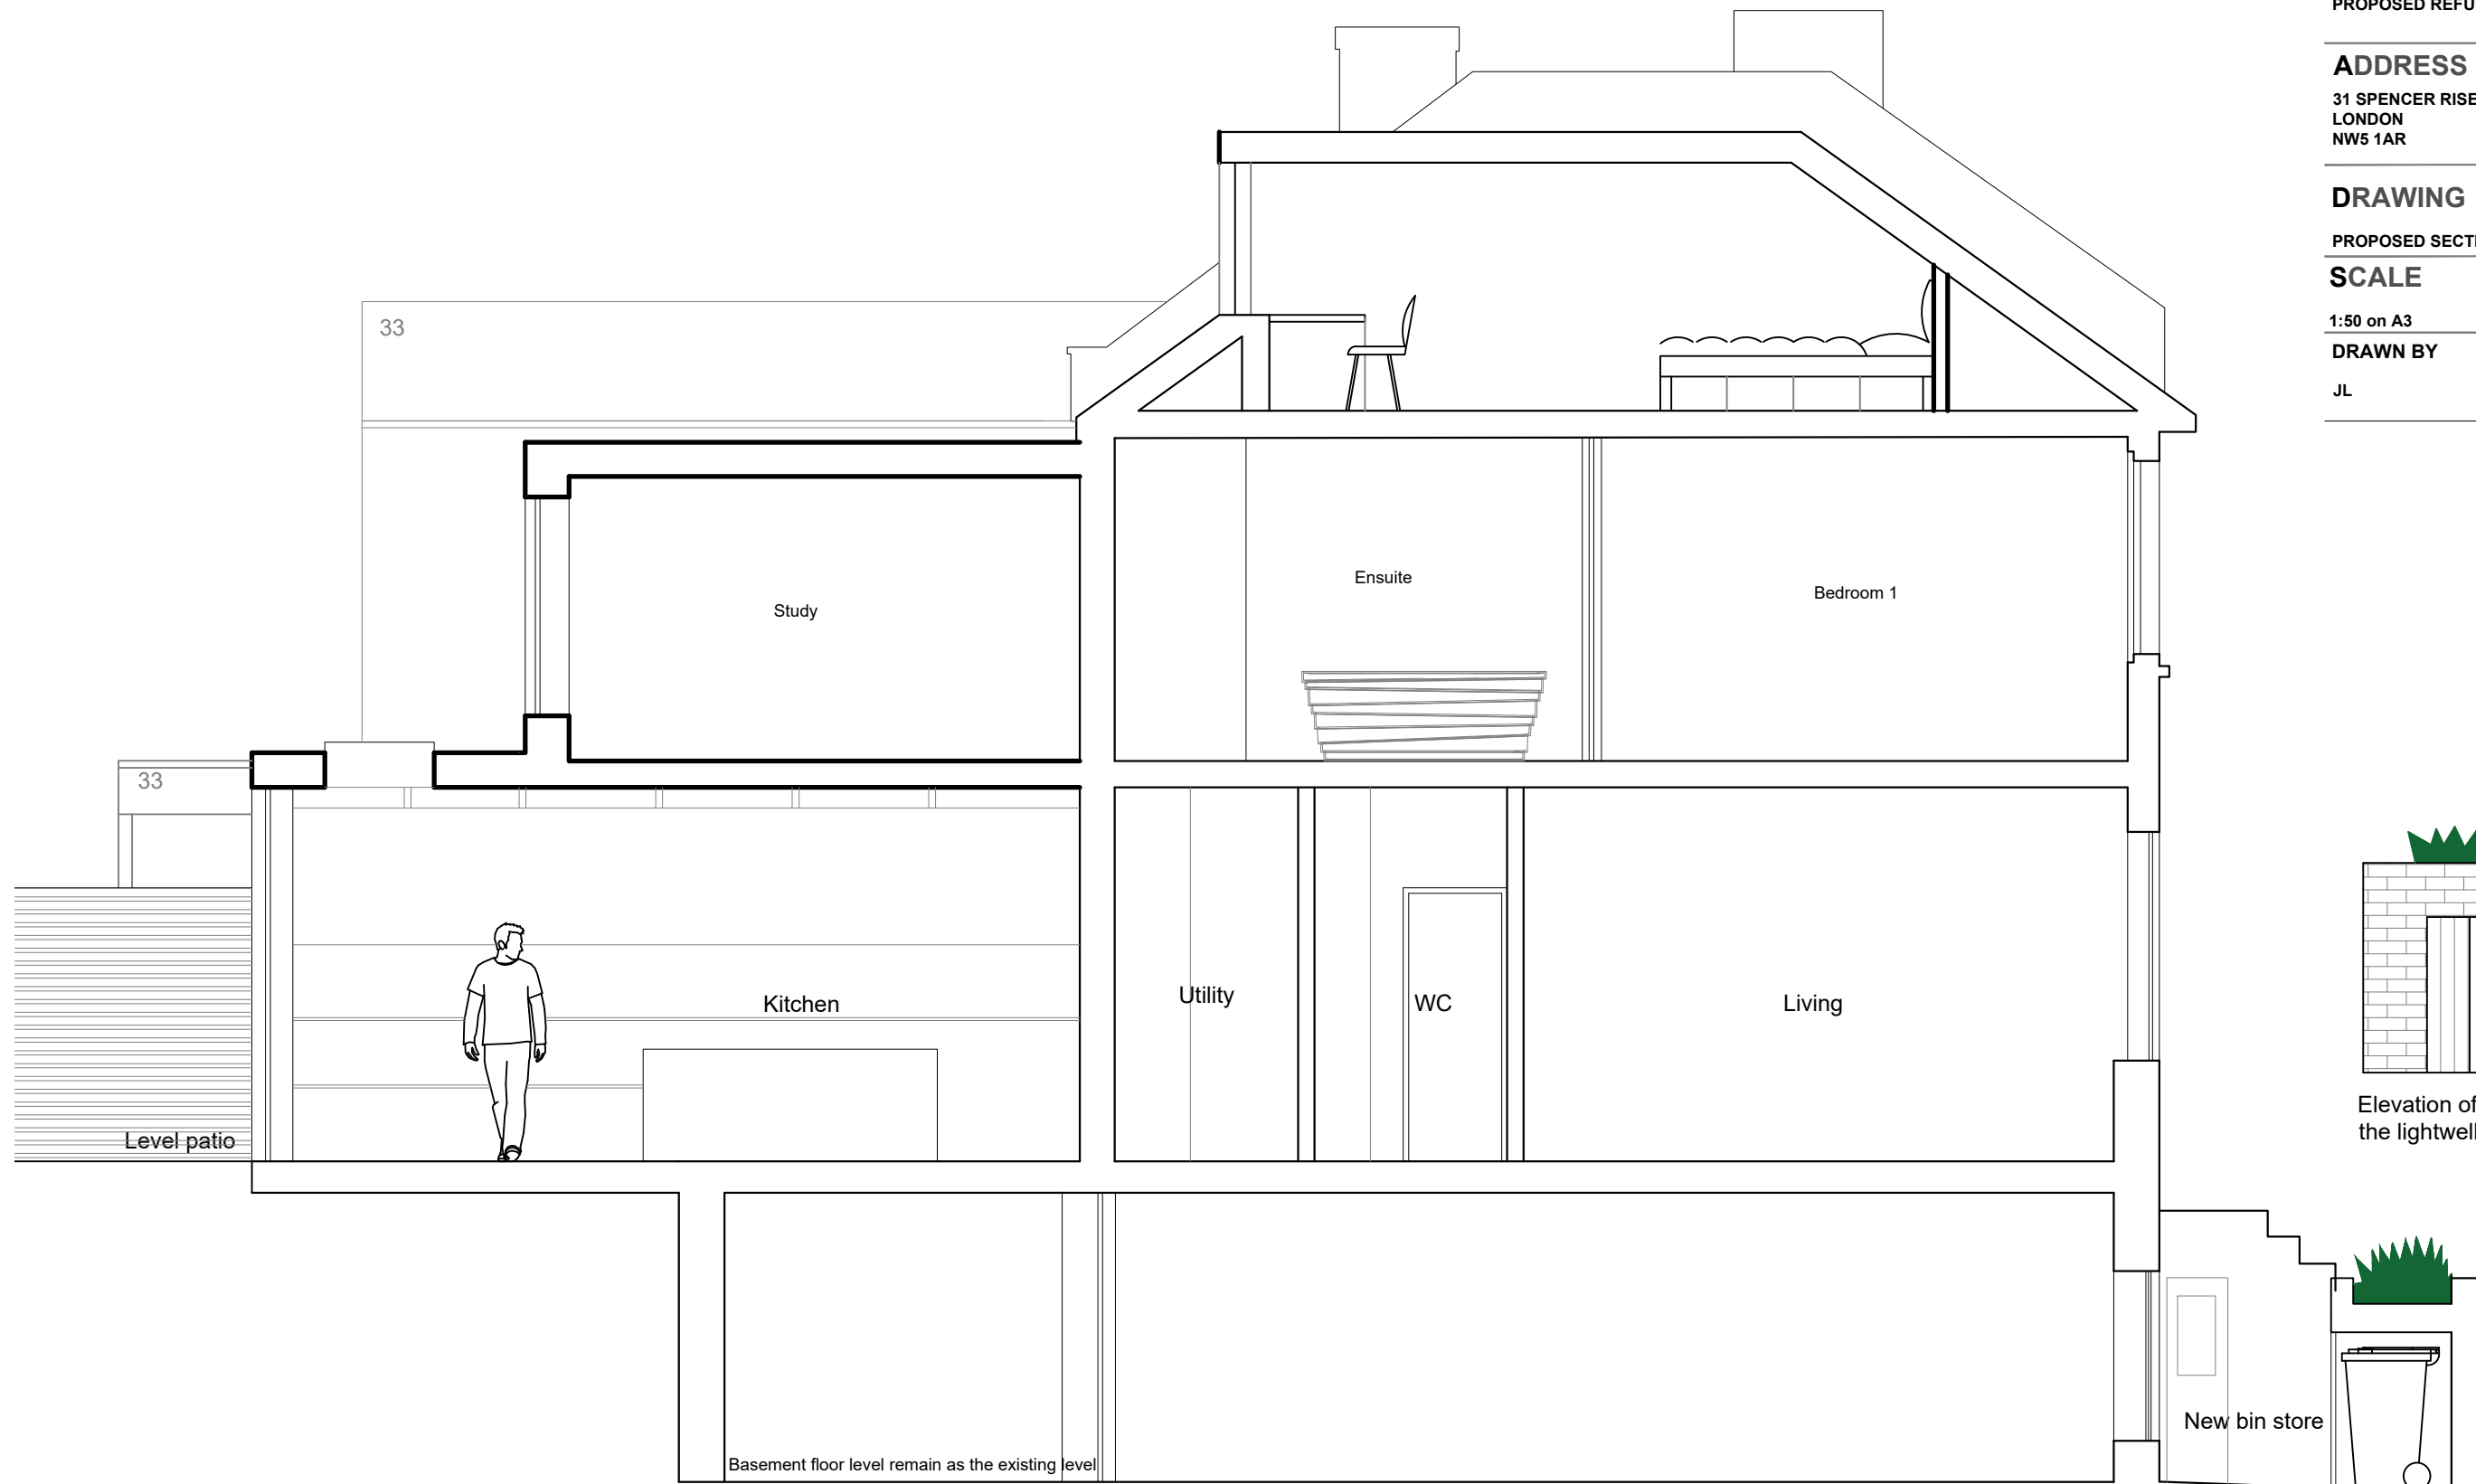 PROPOSED REFU
ADDRESS
31 SPENCER RISE
LONDON
NW5 1AR
DRAWING
PROPOSED SECTI
SCALE
1:50 on A3
DRAWN BY
JL
33
Study
Ensuite
Bedroom 1
33
Kitchen
Utility
WC
Living
Level patio
Elevation of
the lightwell
New bin store
Basement floor level remain as the existing level